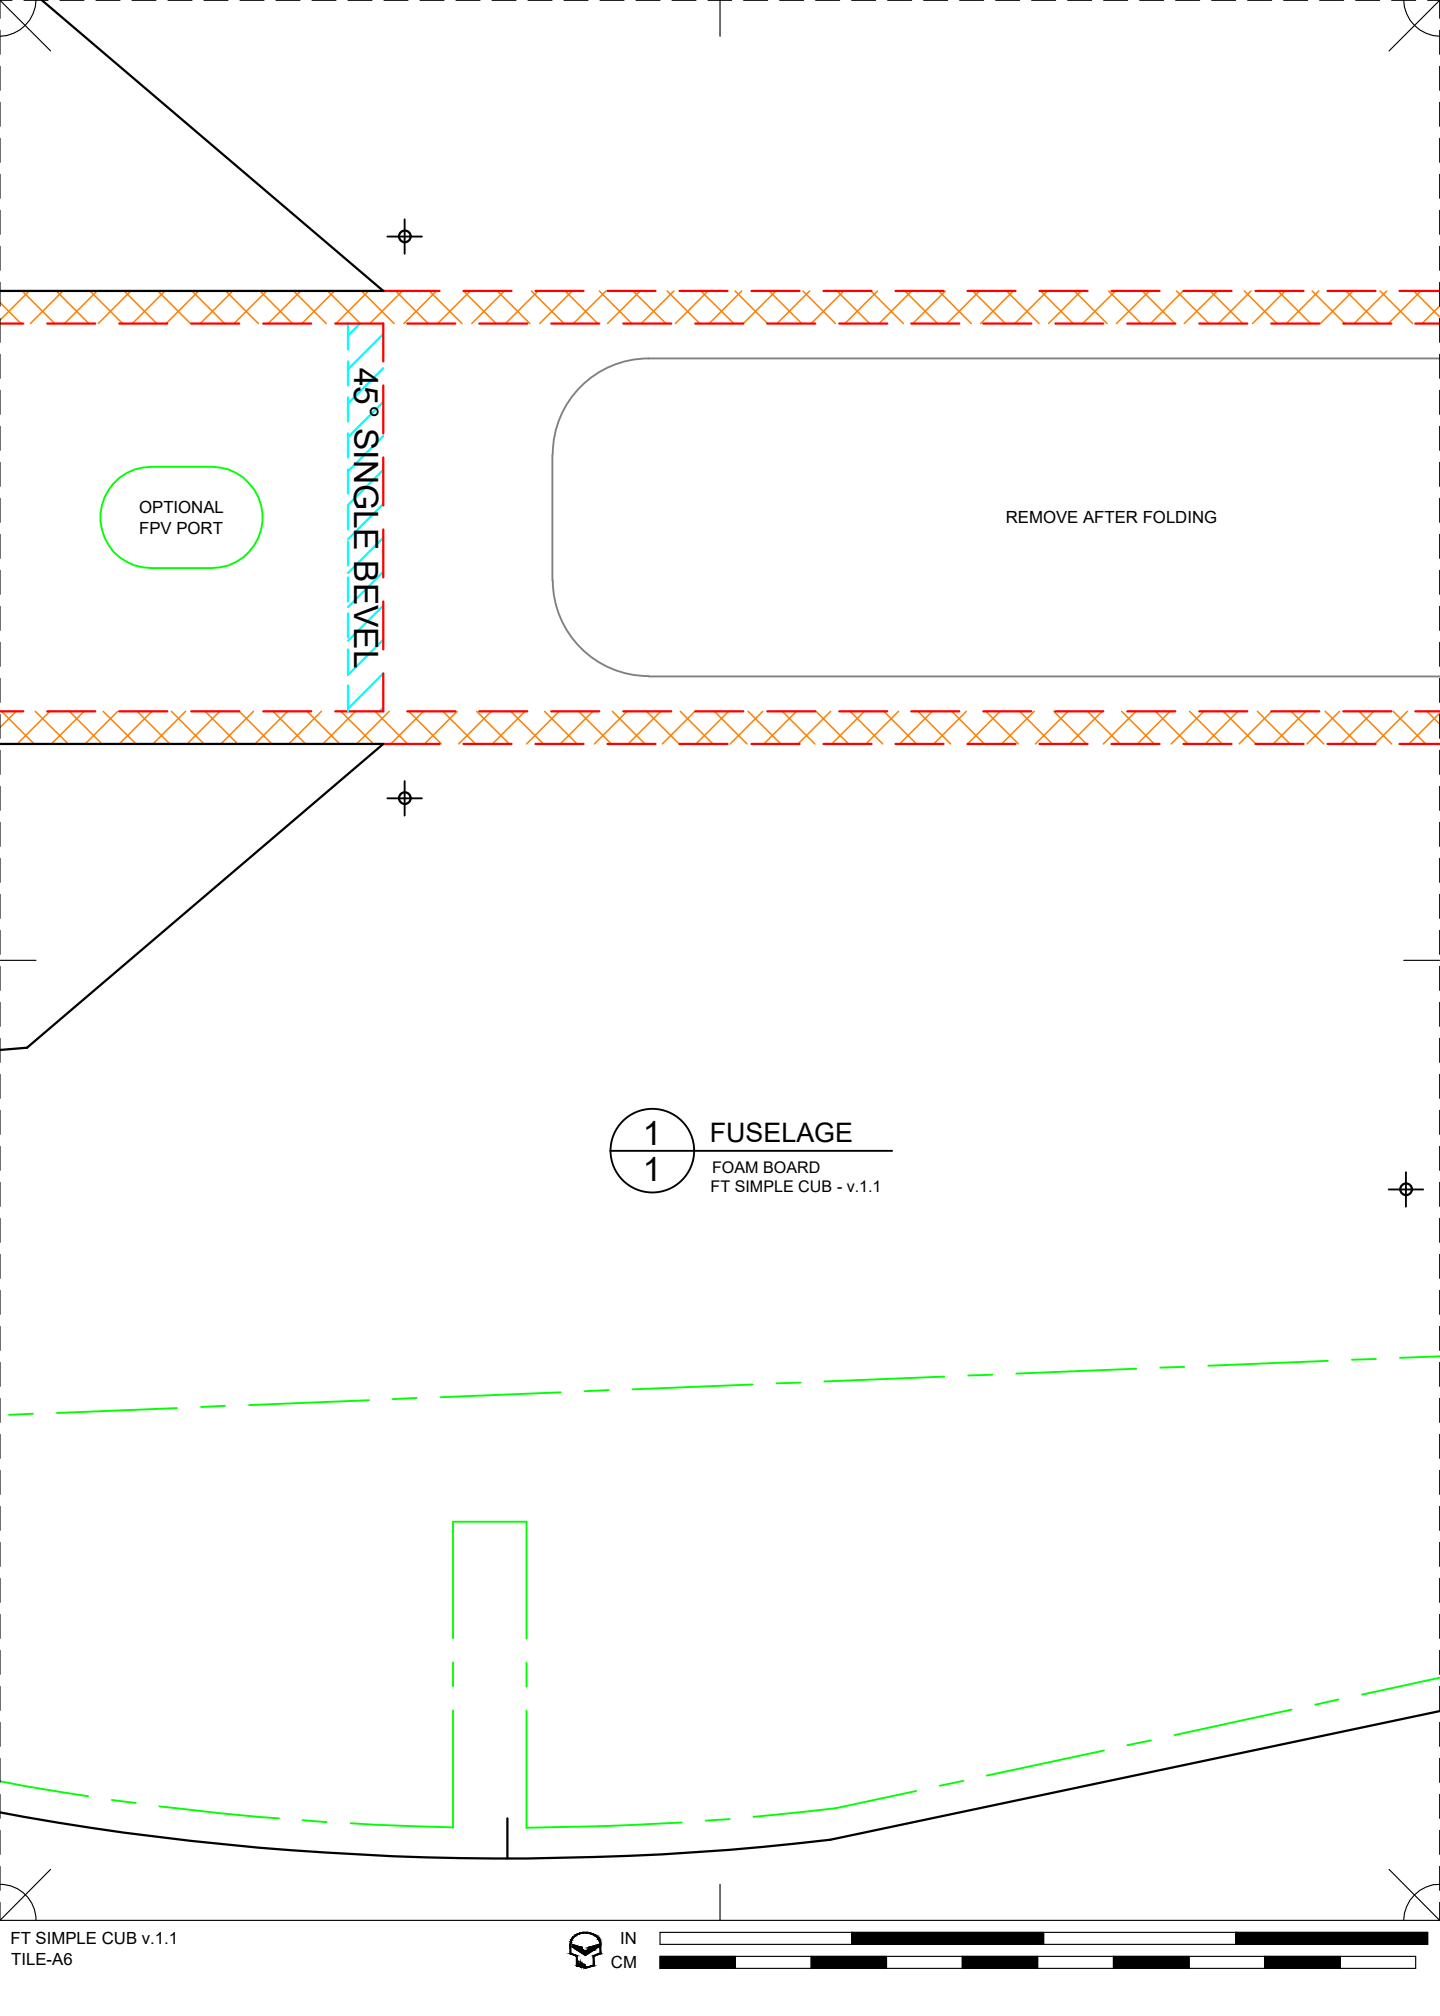 45° SINGLE BEVEL
OPTIONAL
FPV PORT
REMOVE AFTER FOLDING
1
1
FUSELAGE
FOAM BOARD
FT SIMPLE CUB - v.1.1
FT SIMPLE CUB v.1.1
TILE-A6
IN
CM